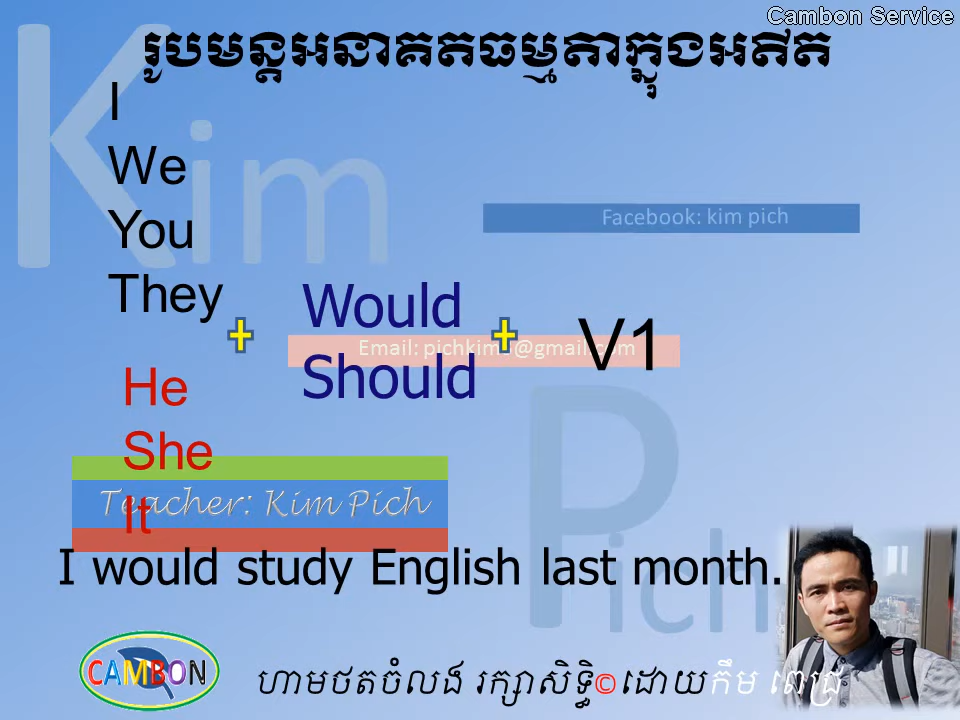 Cambon Service
Kim
រូបមន្តអនាគតធម្មតាក្នុងអតីត
I
We
You
They
Facebook: kim pich
Would
+ + V1
Should
He
She
It
Teacher: Kim Pich
Pich
I would study English last month.
CAMBON
ហាមថតចំលង រក្សាសិទ្ធិ©ដោយកឹម ពេជ្រ